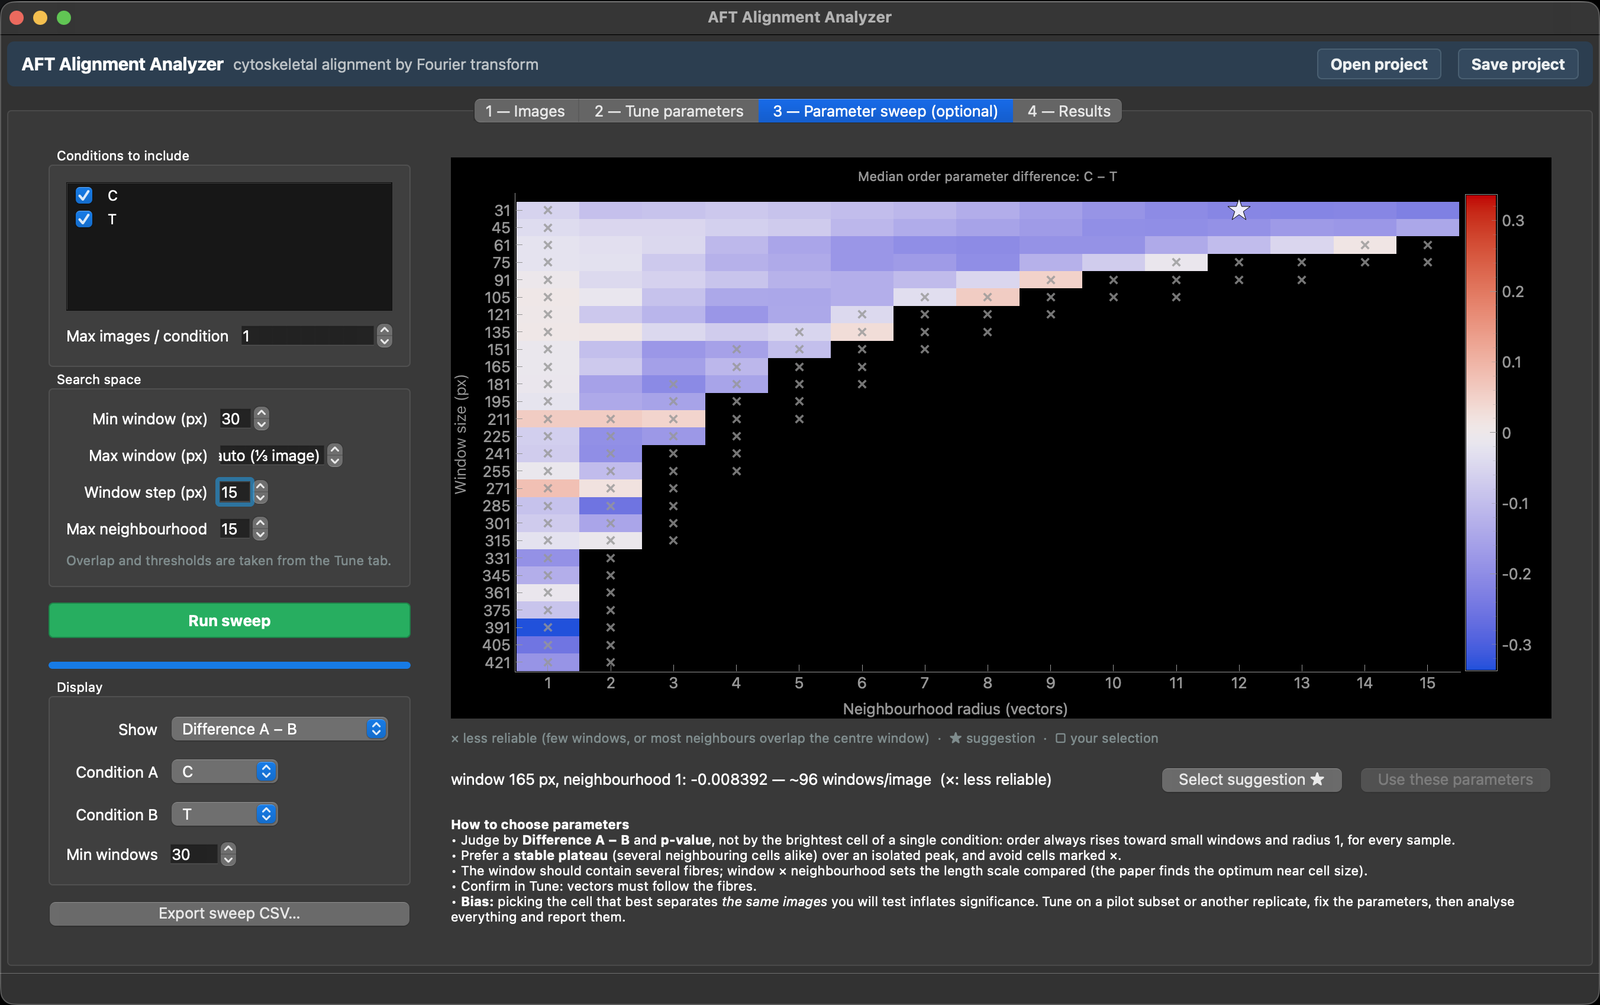 AFT Alignment Analyzer
AFT Alignment Analyzer cytoskeletal alignment by Fourier transform
Open project
Save project
1 — Images
2 — Tune parameters
3 — Parameter sweep (optional)
4 — Results
Conditions to include
C
T
Max images / condition 1
Search space
Min window (px) 30
Max window (px) auto (⅓ image)
Window step (px) 15
Max neighbourhood 15
Overlap and thresholds are taken from the Tune tab.
Run sweep
Display
Show Difference A – B
Condition A C
Condition B T
Min windows 30
Export sweep CSV...
Median order parameter difference: C – T
Window size (px)
31
45
61
75
91
105
121
135
151
165
181
195
211
225
241
255
271
285
301
315
331
345
361
375
391
405
421
1 2 3 4 5 6 7 8 9 10 11 12 13 14 15
Neighbourhood radius (vectors)
0.3
0.2
0.1
0
-0.1
-0.2
-0.3
× less reliable (few windows, or most neighbours overlap the centre window) · ★ suggestion · ☐ your selection
window 165 px, neighbourhood 1: -0.008392 — ~96 windows/image (×: less reliable)
Select suggestion ★
Use these parameters
How to choose parameters
• Judge by Difference A – B and p-value, not by the brightest cell of a single condition: order always rises toward small windows and radius 1, for every sample.
• Prefer a stable plateau (several neighbouring cells alike) over an isolated peak, and avoid cells marked ×.
• The window should contain several fibres; window × neighbourhood sets the length scale compared (the paper finds the optimum near cell size).
• Confirm in Tune: vectors must follow the fibres.
• Bias: picking the cell that best separates the same images you will test inflates significance. Tune on a pilot subset or another replicate, fix the parameters, then analyse
everything and report them.